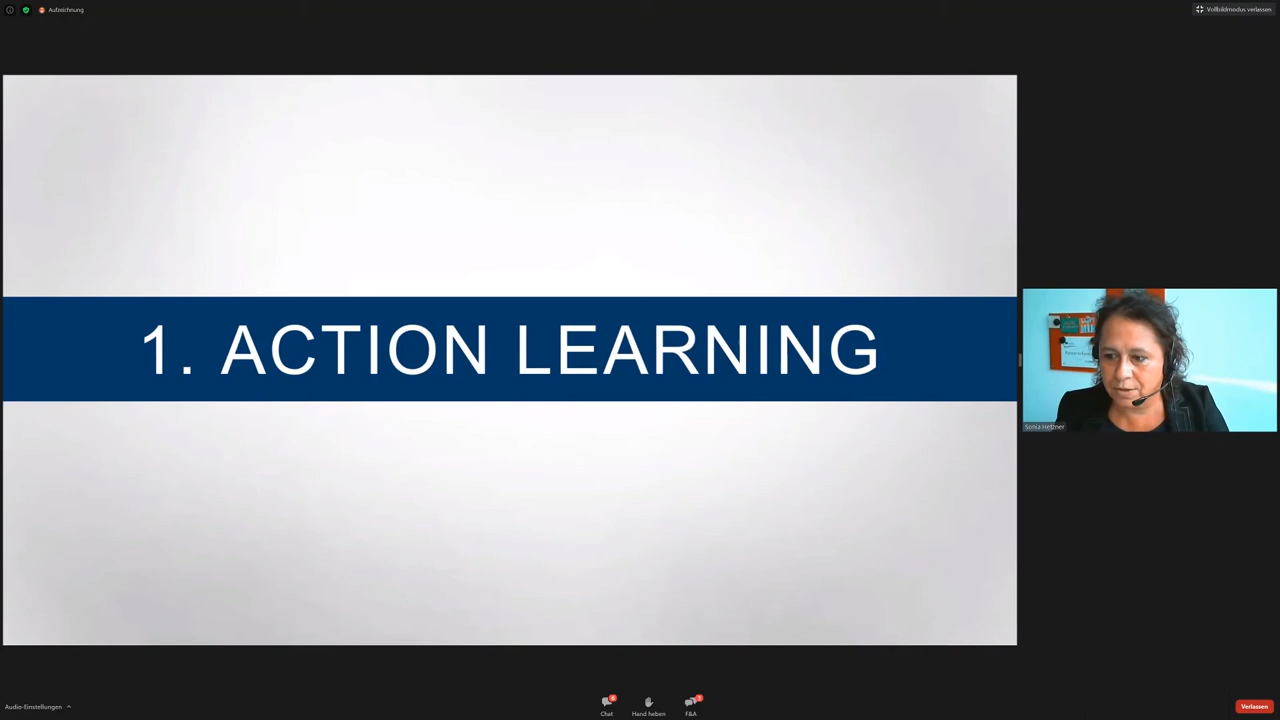 Aufzeichnung
Vollbildmodus verlassen
1. ACTION LEARNING
Sonia Hetzner
Audio-Einstellungen
Chat
Hand heben
F&A
Verlassen